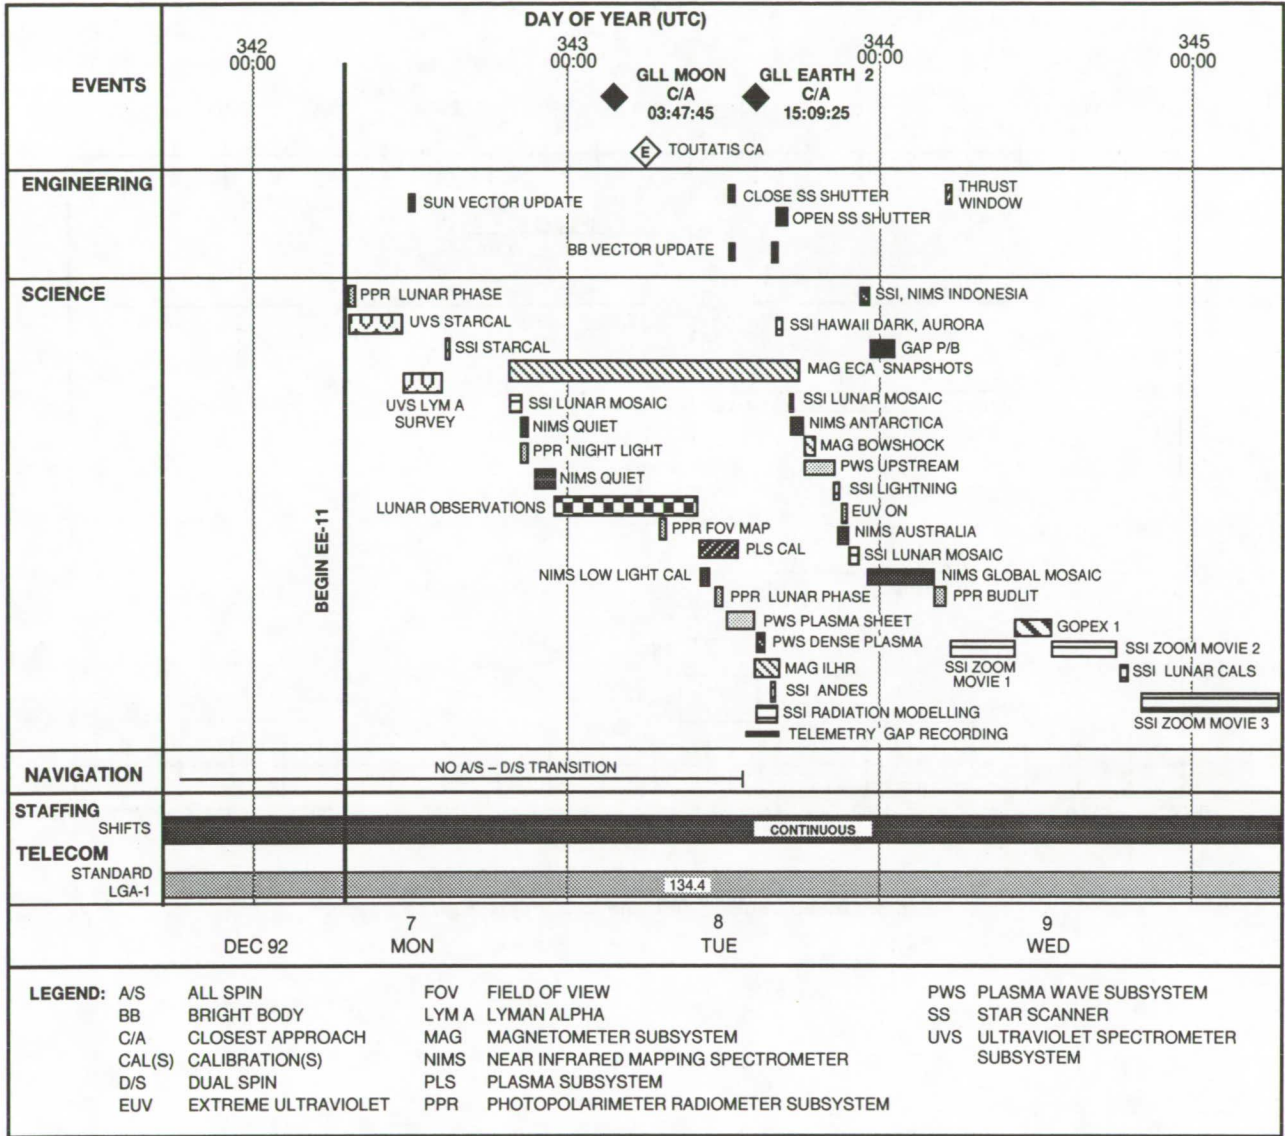 DAY OF YEAR (UTC)
342
00:00
343
00:00
344
00:00
345
00:00
EVENTS
GLL MOON
C/A
03:47:45
GLL EARTH 2
C/A
15:09:25
E
TOUTATIS CA
ENGINEERING
SUN VECTOR UPDATE
CLOSE SS SHUTTER
THRUST
WINDOW
OPEN SS SHUTTER
BB VECTOR UPDATE
SCIENCE
PPR LUNAR PHASE
SSI, NIMS INDONESIA
UVS STARCAL
SSI HAWAII DARK, AURORA
SSI STARCAL
GAP P/B
MAG ECA SNAPSHOTS
UVS LYM A
SURVEY
SSI LUNAR MOSAIC
SSI LUNAR MOSAIC
NIMS QUIET
NIMS ANTARCTICA
PPR NIGHT LIGHT
MAG BOWSHOCK
NIMS QUIET
PWS UPSTREAM
SSI LIGHTNING
LUNAR OBSERVATIONS
EUV ON
PPR FOV MAP
NIMS AUSTRALIA
PLS CAL
SSI LUNAR MOSAIC
NIMS LOW LIGHT CAL
NIMS GLOBAL MOSAIC
PPR LUNAR PHASE
PPR BUDLIT
PWS PLASMA SHEET
GOPEX 1
PWS DENSE PLASMA
SSI ZOOM
MOVIE 1
SSI ZOOM MOVIE 2
MAG ILHR
SSI LUNAR CALS
SSI ANDES
SSI RADIATION MODELLING
SSI ZOOM MOVIE 3
TELEMETRY GAP RECORDING
BEGIN EE-11
NAVIGATION
NO A/S – D/S TRANSITION
STAFFING
SHIFTS
CONTINUOUS
TELECOM
STANDARD
LGA-1
134.4
DEC 92
7
MON
8
TUE
9
WED
LEGEND:
A/S ALL SPIN
BB BRIGHT BODY
C/A CLOSEST APPROACH
CAL(S) CALIBRATION(S)
D/S DUAL SPIN
EUV EXTREME ULTRAVIOLET
FOV FIELD OF VIEW
LYM A LYMAN ALPHA
MAG MAGNETOMETER SUBSYSTEM
NIMS NEAR INFRARED MAPPING SPECTROMETER
PLS PLASMA SUBSYSTEM
PPR PHOTOPOLARIMETER RADIOMETER SUBSYSTEM
PWS PLASMA WAVE SUBSYSTEM
SS STAR SCANNER
UVS ULTRAVIOLET SPECTROMETER
SUBSYSTEM